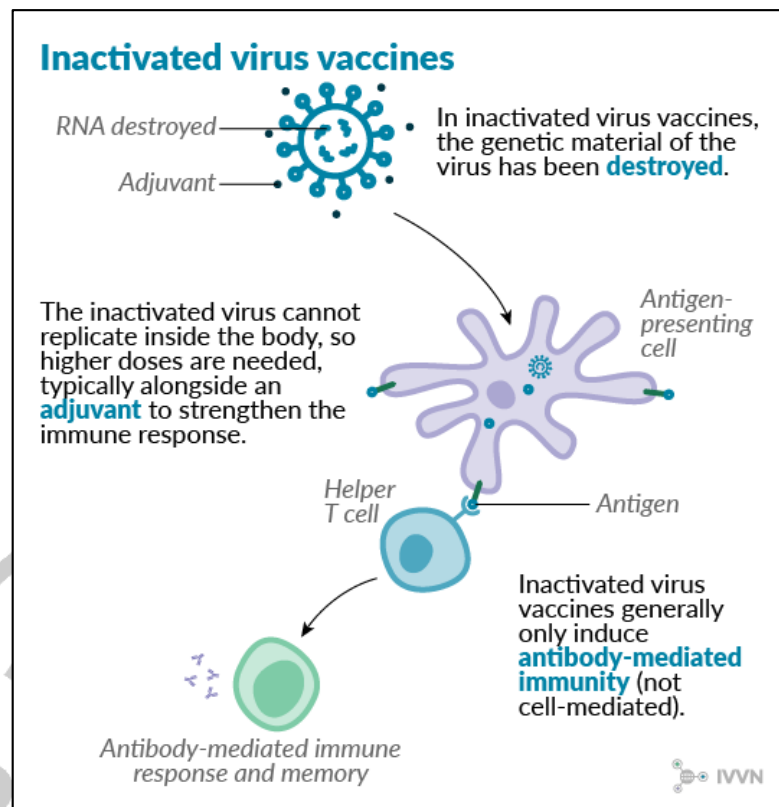 Inactivated virus vaccines
RNA destroyed
Adjuvant
In inactivated virus vaccines,
the genetic material of the
virus has been destroyed.
The inactivated virus cannot
replicate inside the body, so
higher doses are needed,
typically alongside an
adjuvant to strengthen the
immune response.
Antigen-
presenting
cell
Helper
T cell
Antigen
Inactivated virus
vaccines generally
only induce
antibody-mediated
immunity (not
cell-mediated).
Antibody-mediated immune
response and memory
IVVN